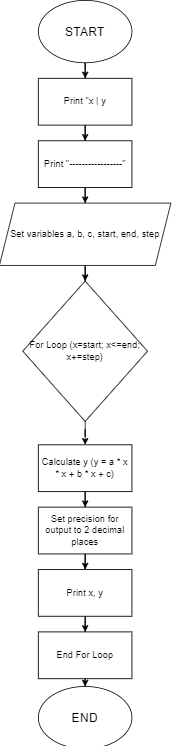 START
Print "x | y
Print "-----------------"
Set variables a, b, c, start, end, step
For Loop (x=start; x<=end;
x+=step)
Calculate y (y = a * x
* x + b * x + c)
Set precision for
output to 2 decimal
places
Print x, y
End For Loop
END